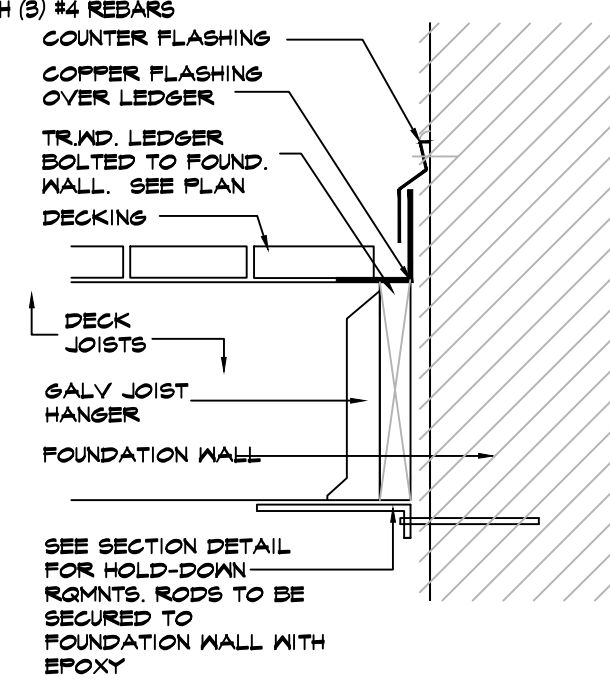 H (3) #4 REBARS
COUNTER FLASHING
COPPER FLASHING
OVER LEDGER
TR.WD. LEDGER
BOLTED TO FOUND.
WALL. SEE PLAN
DECKING
DECK
JOISTS
GALV JOIST
HANGER
FOUNDATION WALL
SEE SECTION DETAIL
FOR HOLD-DOWN
RQMNTS. RODS TO BE
SECURED TO
FOUNDATION WALL WITH
EPOXY